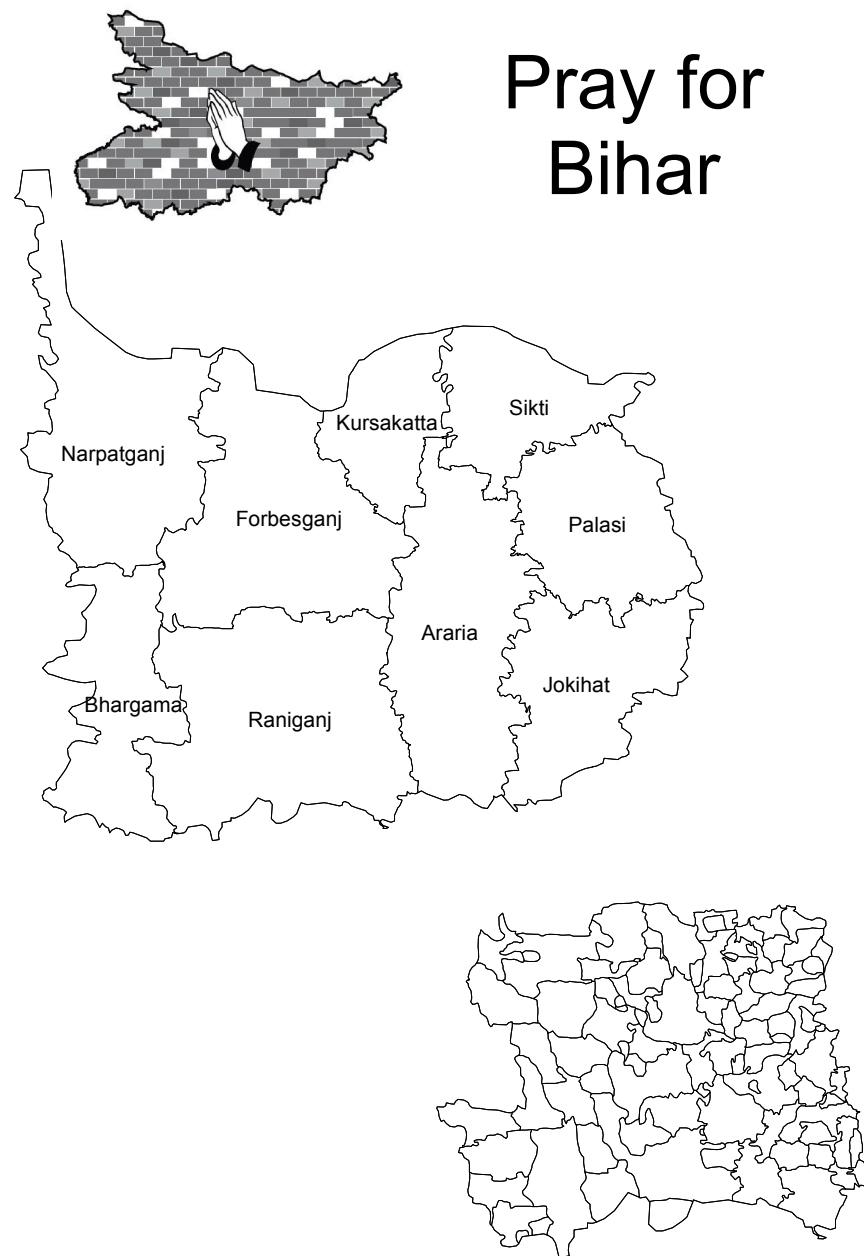 Pray for
Bihar
Kursakatta
Sikti
Narpatganj
Forbesganj
Palasi
Araria
Jokihat
Bhargama
Raniganj